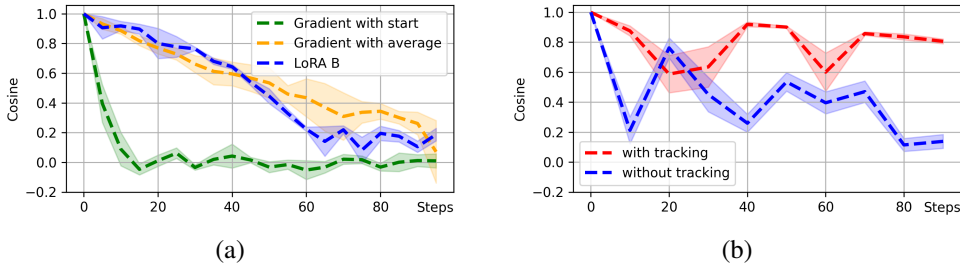 1.0
0.8
0.6
0.4
0.2
0.0
−0.2
Cosine
Gradient with start
Gradient with average
LoRA B
0 20 40 60 80 Steps
(a)
1.0
0.8
0.6
0.4
0.2
0.0
−0.2
Cosine
with tracking
without tracking
0 20 40 60 80 Steps
(b)